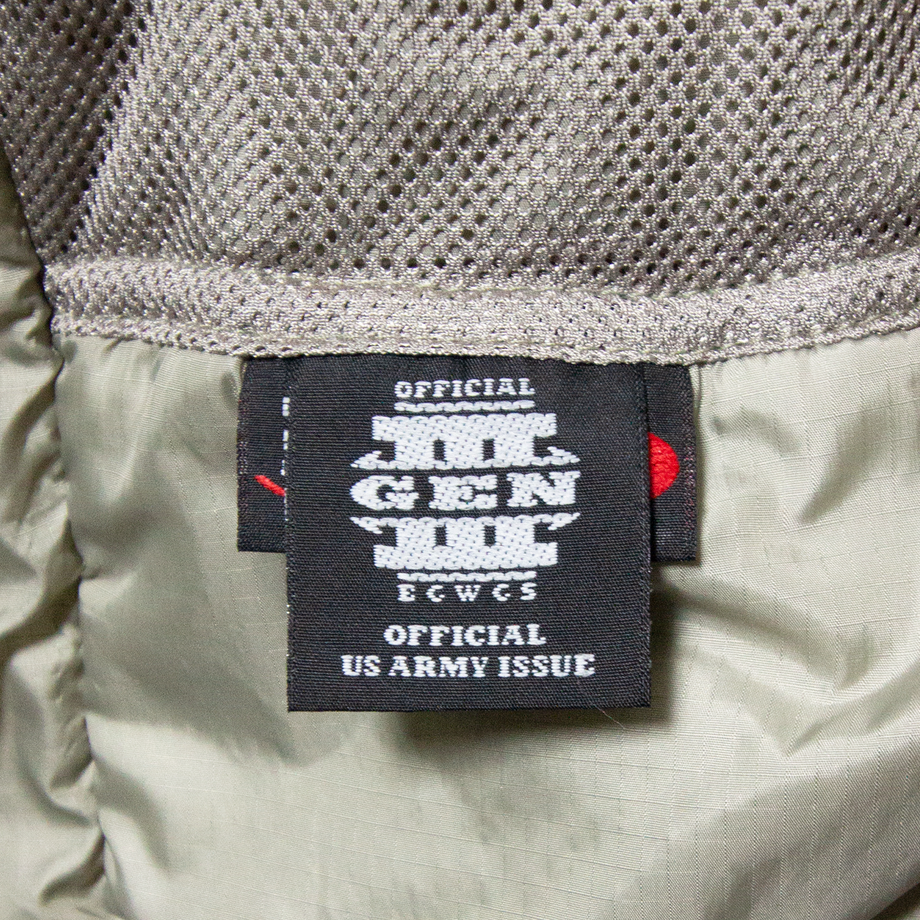 OFFICIAL
III
GEN
III
ECWCS
OFFICIAL
US ARMY ISSUE